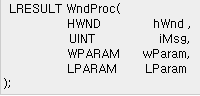 LRESULT WndProc(
HWND hWnd ,
UINT iMsg,
WPARAM wParam,
LPARAM LParam
);